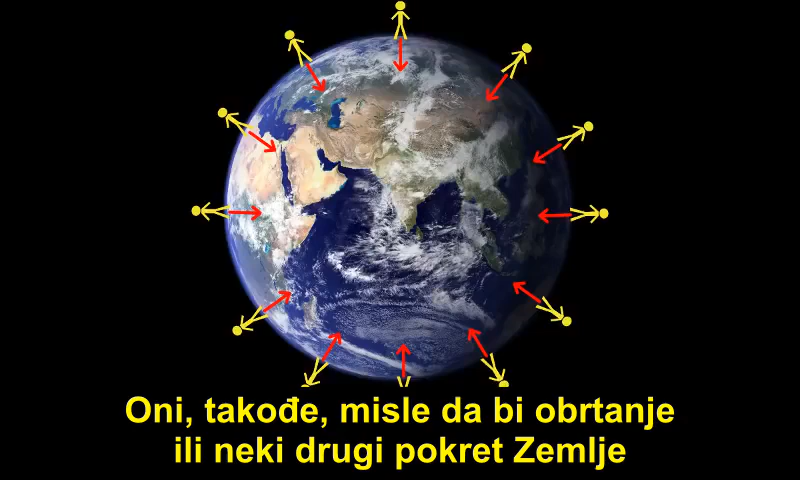 Oni, takođe, misle da bi obrtanje
ili neki drugi pokret Zemlje